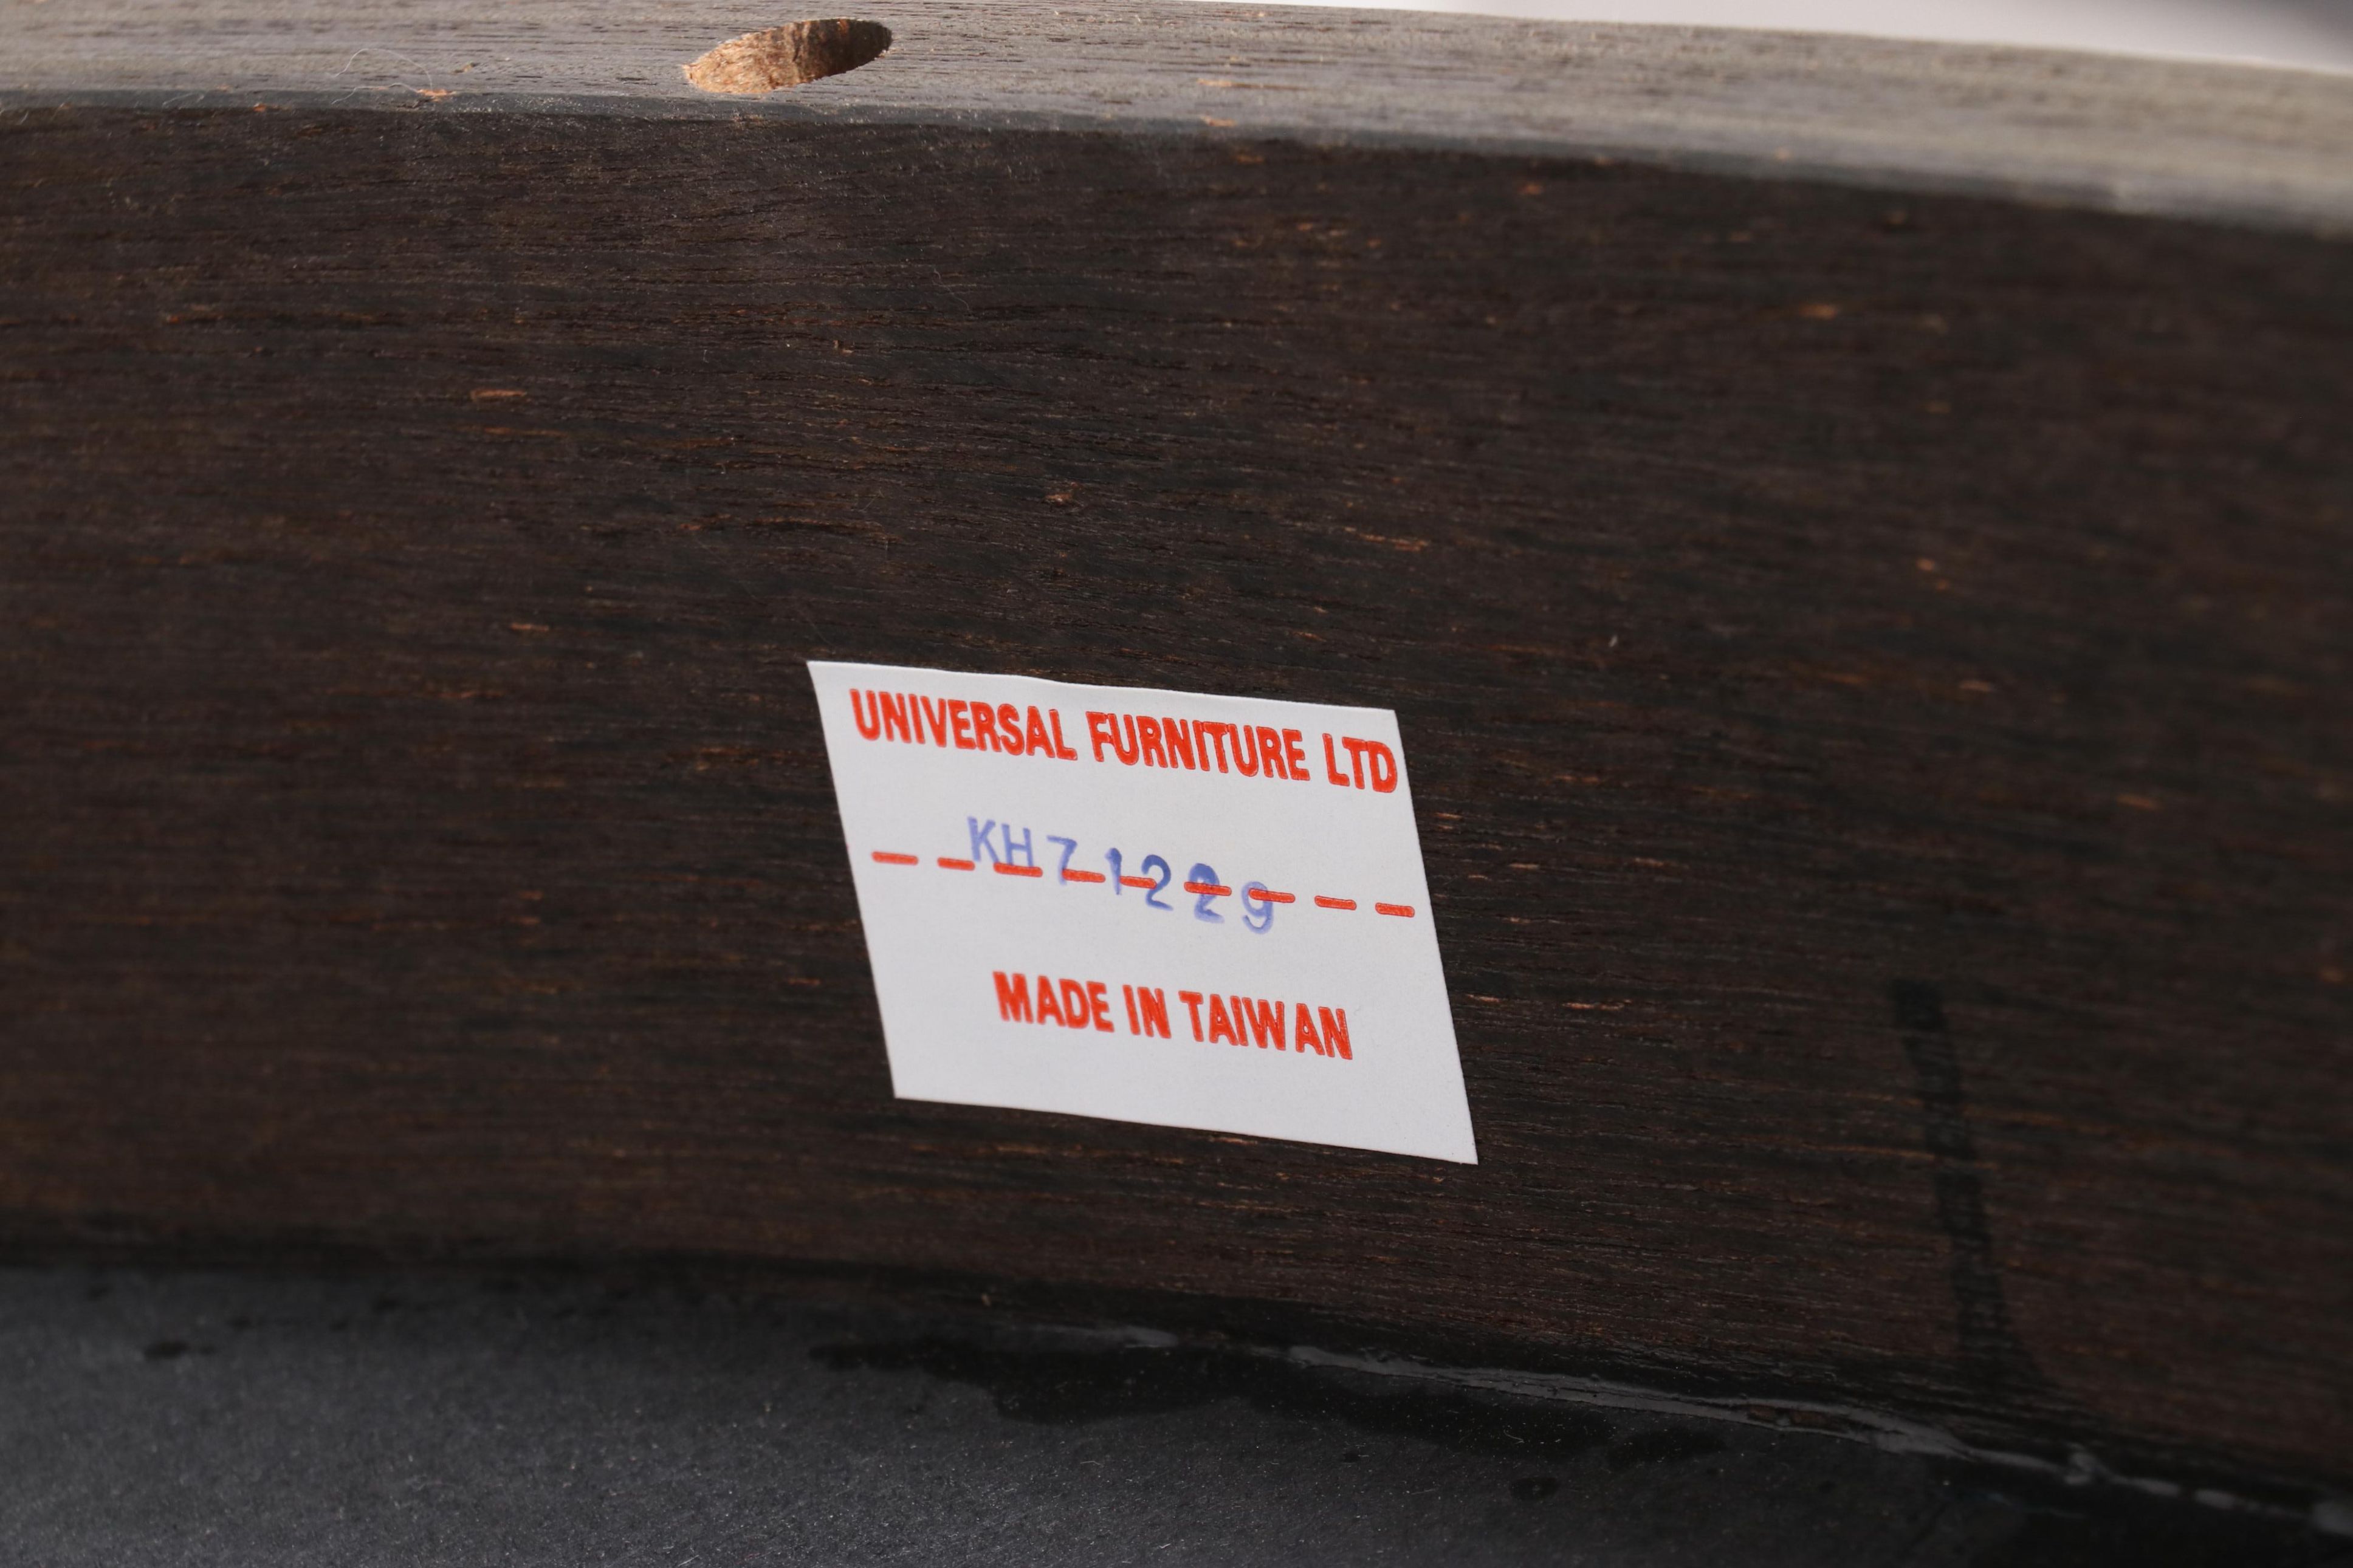 UNIVERSAL FURNITURE LTD
KH71229
MADE IN TAIWAN